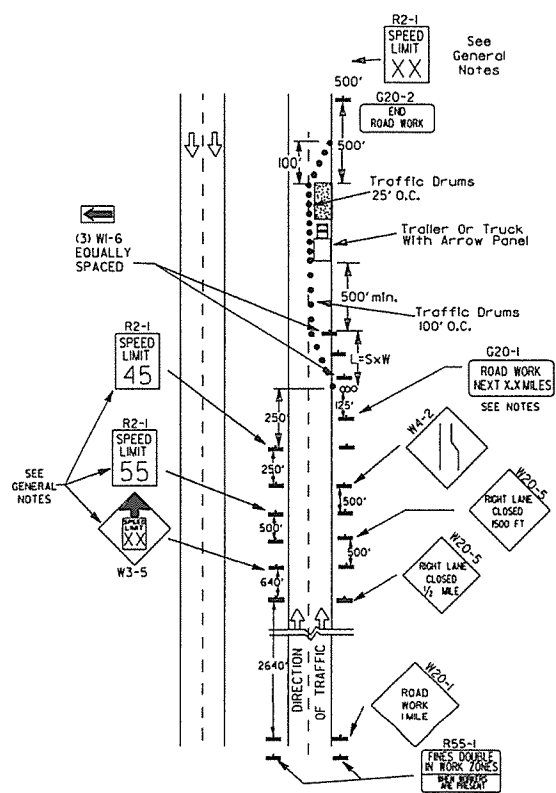 R2-1
SPEED
LIMIT
XX
See
General
Notes
500'
G20-2
END
ROAD WORK
500'
100'
Traffic Drums
25' O.C.
Trailer Or Truck
With Arrow Panel
(3) W1-6
EQUALLY
SPACED
500' min.
Traffic Drums
100' O.C.
L=SxW
R2-1
SPEED
LIMIT
45
G20-1
ROAD WORK
NEXT X.X MILES
SEE NOTES
125'
250'
W4-2
R2-1
SPEED
LIMIT
55
250'
500'
W20-5
RIGHT LANE
CLOSED
1500 FT
SEE
GENERAL
NOTES
SPEED
LIMIT
XX
W3-5
500'
500'
W20-5
RIGHT LANE
CLOSED
1/2 MILE
640'
2640'
DIRECTION
OF TRAFFIC
W20-1
ROAD
WORK
1 MILE
R55-1
FINES DOUBLE
IN WORK ZONES
WHEN WORKERS
ARE PRESENT